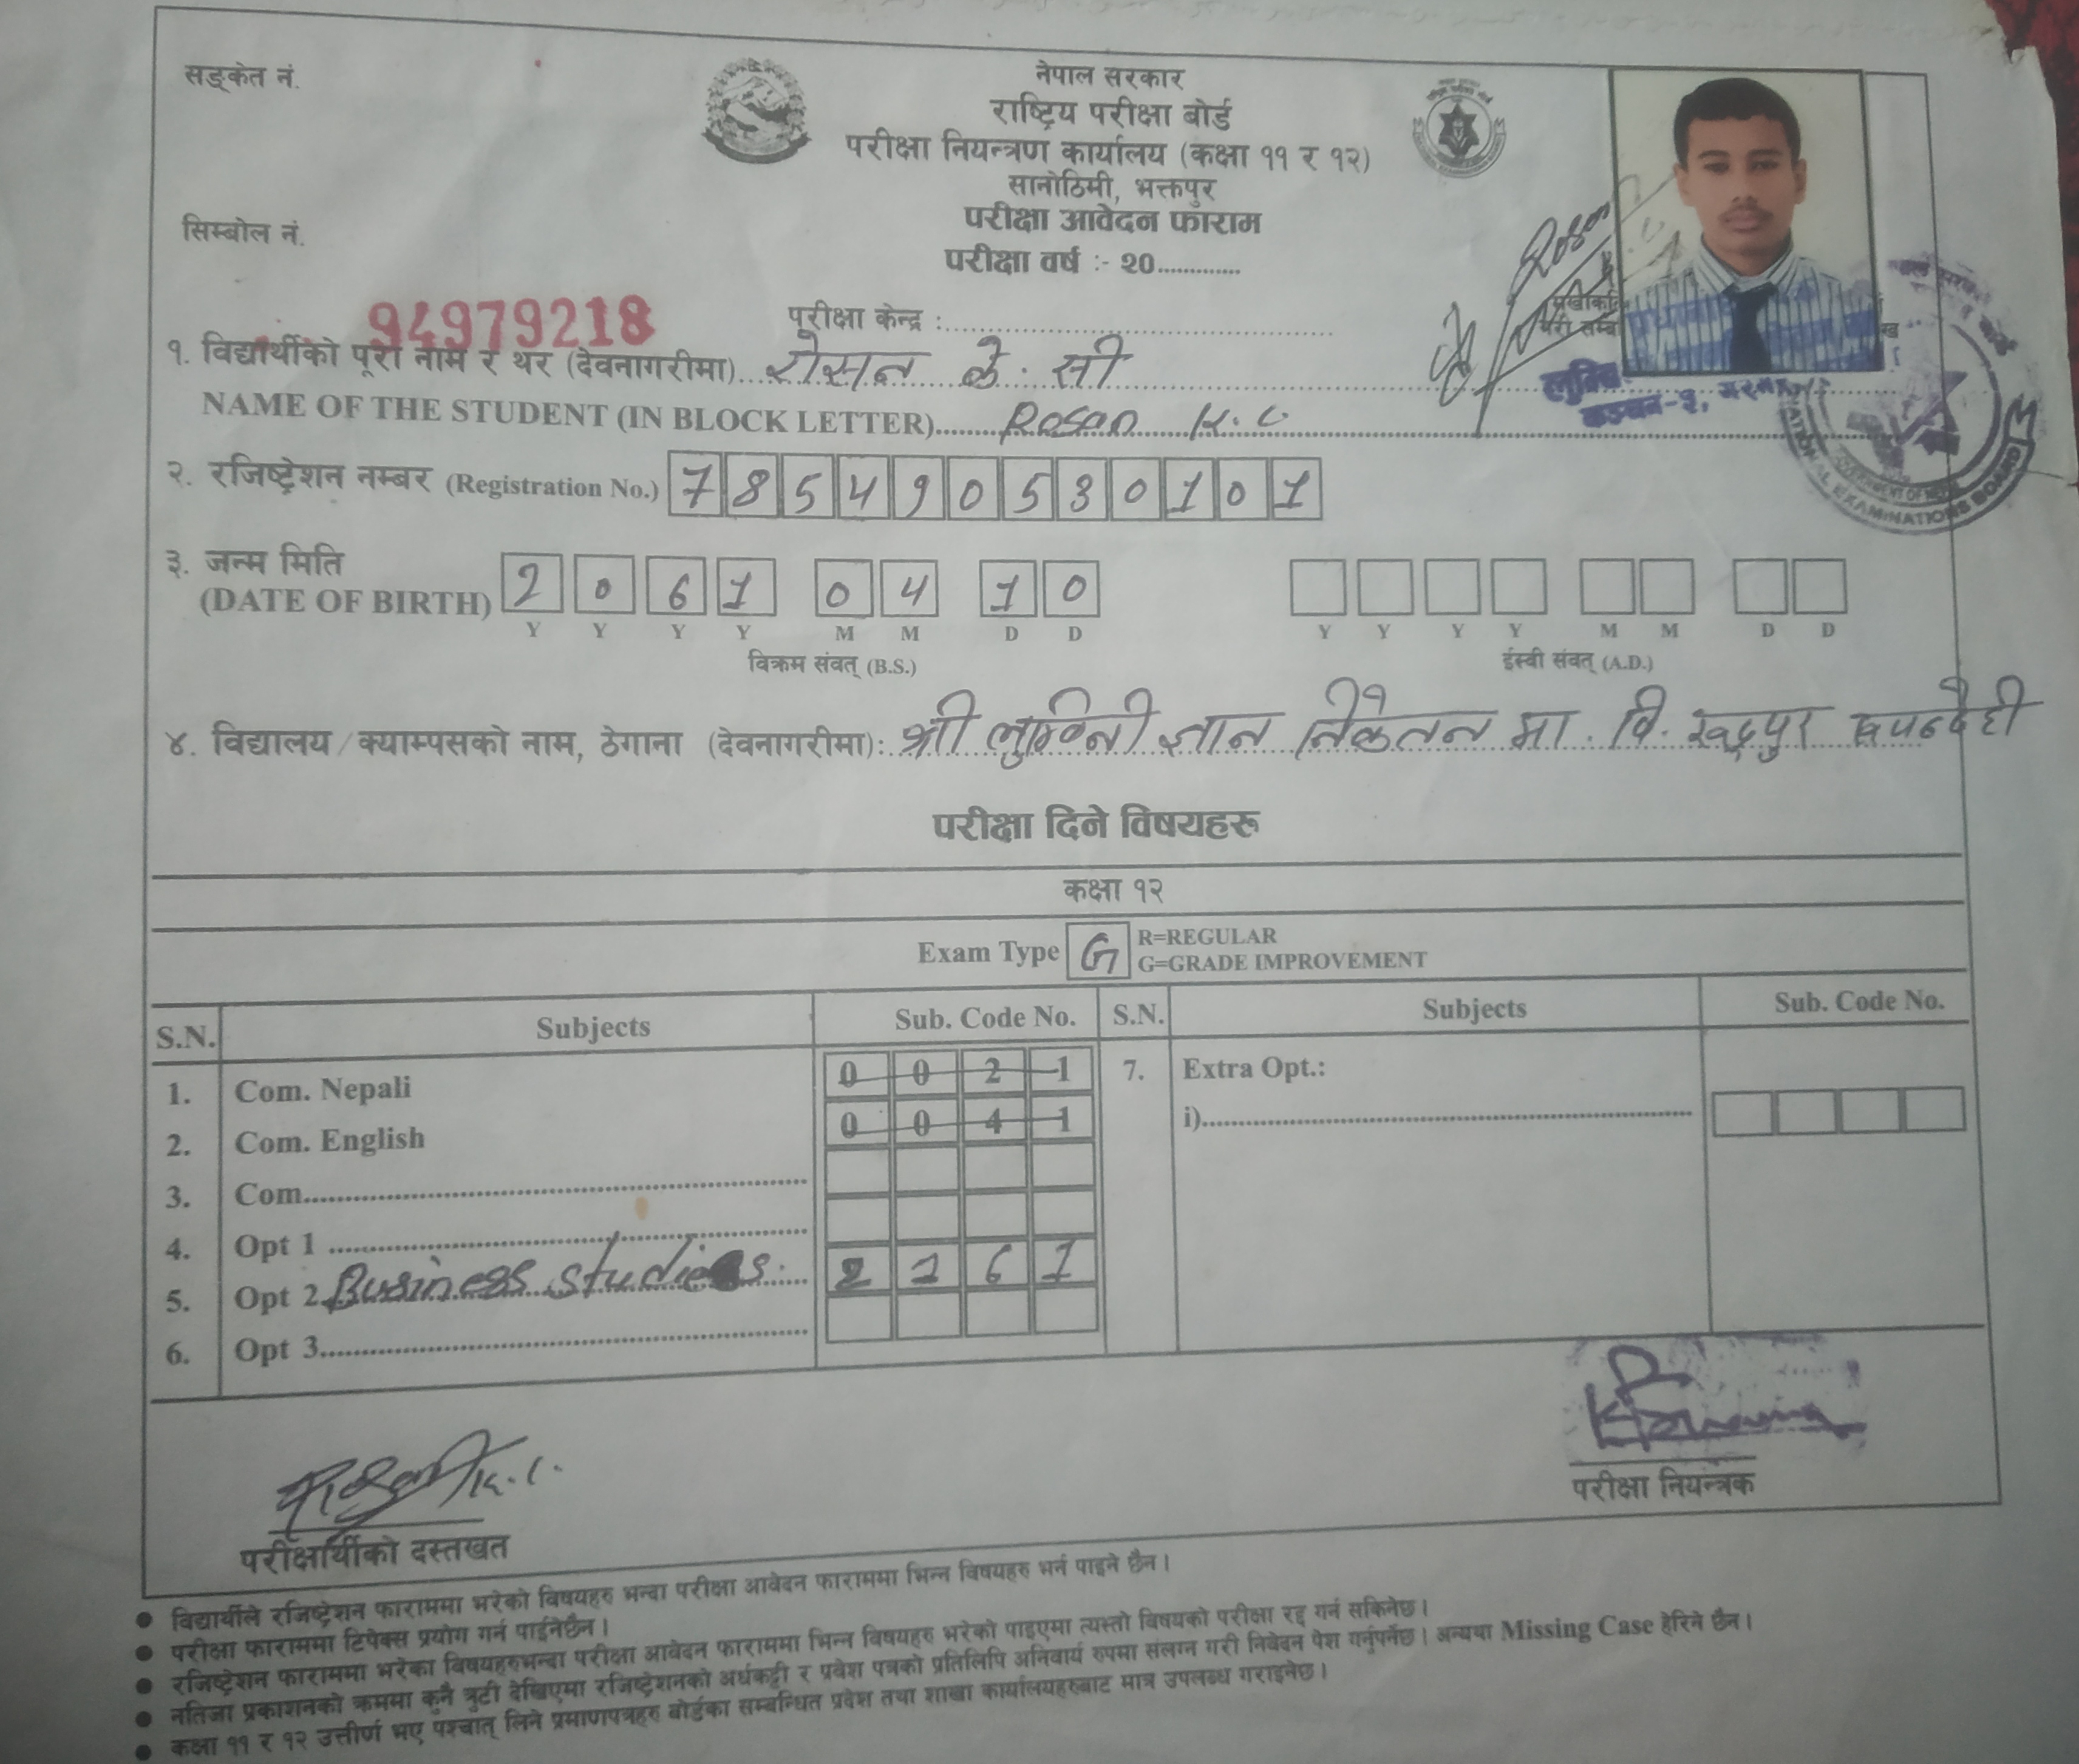 सङ्केत नं.
नेपाल सरकार
राष्ट्रिय परीक्षा बोर्ड
परीक्षा नियन्त्रण कार्यालय (कक्षा ११ र १२)
सानोठिमी, भक्तपुर
परीक्षा आवेदन फाराम
सिम्बोल नं.
परीक्षा वर्ष :- २०.............
94979218
परीक्षा केन्द्र :
१. विद्यार्थीको पूरा नाम र थर (देवनागरीमा) रोसन के. सी
NAME OF THE STUDENT (IN BLOCK LETTER) Rosan K.C
२. रजिष्ट्रेशन नम्बर (Registration No.) 7 8 5 4 9 0 5 3 0 1 0 1
३. जन्म मिति
(DATE OF BIRTH) 2 0 6 1 0 4 1 0
Y Y Y Y M M D D Y Y Y Y M M D D
विक्रम संवत् (B.S.) ईस्वी संवत् (A.D.)
४. विद्यालय/क्याम्पसको नाम, ठेगाना (देवनागरीमा): श्री लुम्बिनी ज्ञान निकेतन मा. वि. रूद्रपुर रूपन्देही
परीक्षा दिने विषयहरू
कक्षा १२
Exam Type G R=REGULAR
G=GRADE IMPROVEMENT
S.N. Subjects Sub. Code No. S.N. Subjects Sub. Code No.
1. Com. Nepali 0 0 2 1 7. Extra Opt.:
2. Com. English 0 0 4 1 i)
3. Com.
4. Opt 1
5. Opt 2 Business studies. 2 1 6 1
6. Opt 3
K.C.
परीक्षार्थीको दस्तखत
परीक्षा नियन्त्रक
NATIONAL EXAMINATIONS BOARD
GOVERNMENT OF NEPAL
● विद्यार्थीले रजिष्ट्रेशन फाराममा भरेको विषयहरु भन्दा परीक्षा आवेदन फाराममा भिन्न विषयहरु भर्न पाइने छैन।
● परीक्षा फाराममा टिपेक्स प्रयोग गर्न पाईनेछैन।
● रजिष्ट्रेशन फाराममा भरेका विषयहरुभन्दा परीक्षा आवेदन फाराममा भिन्न विषयहरु भरेको पाइएमा त्यस्तो विषयको परीक्षा रद्द गर्न सकिनेछ।
● नतिजा प्रकाशनको क्रममा कुनै त्रुटी देखिएमा रजिष्ट्रेशनको अर्धकट्टी र प्रवेश पत्रको प्रतिलिपि अनिवार्य रुपमा संलग्न गरी निवेदन पेश गर्नुपर्नेछ। अन्यथा Missing Case हेरिने छैन।
● कक्षा ११ र १२ उत्तीर्ण भए पश्चात् लिने प्रमाणपत्रहरु बोर्डका सम्बन्धित प्रदेश तथा शाखा कार्यालयहरुबाट मात्र उपलब्ध गराइनेछ।